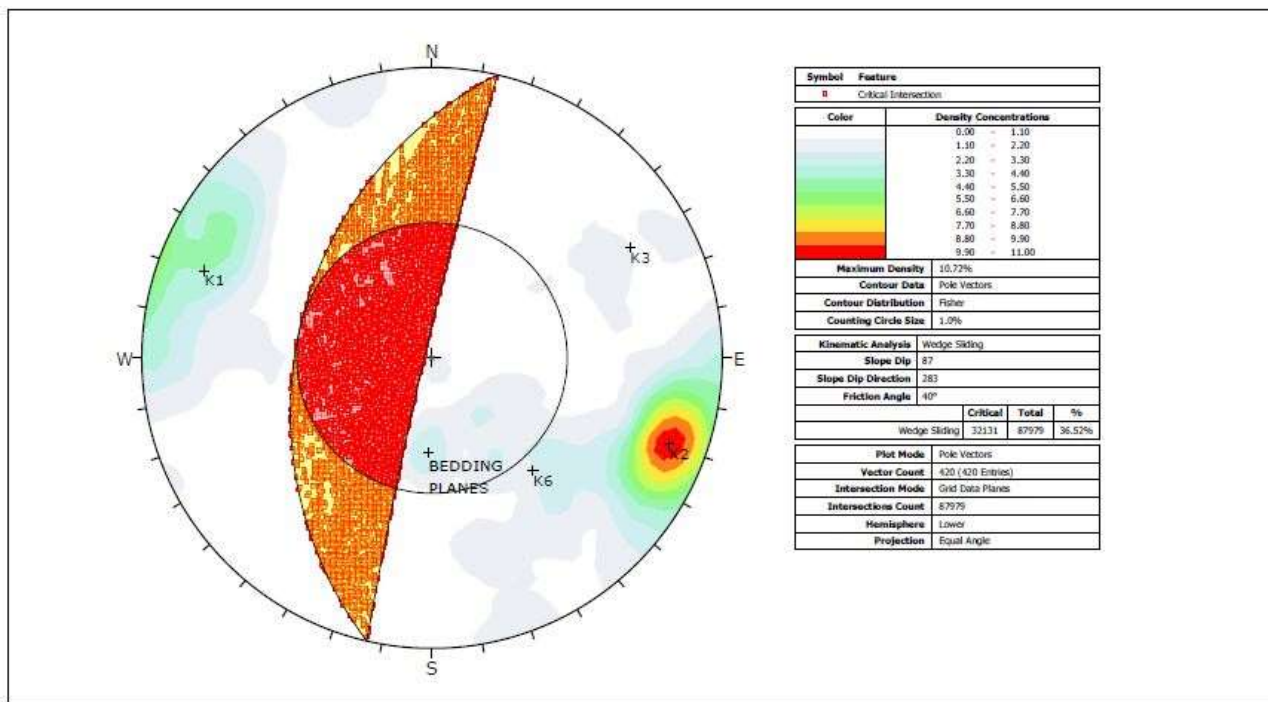 N
W
E
S
K1
K2
K3
K6
BEDDING
PLANES
Symbol Feature
Critical Intersection
Color Density Concentrations
0.00 - 1.10
1.10 - 2.20
2.20 - 3.30
3.30 - 4.40
4.40 - 5.50
5.50 - 6.60
6.60 - 7.70
7.70 - 8.80
8.80 - 9.90
9.90 - 11.00
Maximum Density 10.72%
Contour Data Pole Vectors
Contour Distribution Fisher
Counting Circle Size 1.0%
Kinematic Analysis Wedge Sliding
Slope Dip 87
Slope Dip Direction 283
Friction Angle 40°
Critical Total %
Wedge Sliding 32131 87979 36.52%
Plot Mode Pole Vectors
Vector Count 420 (420 Entries)
Intersection Mode Grid Data Planes
Intersections Count 87979
Hemisphere Lower
Projection Equal Angle